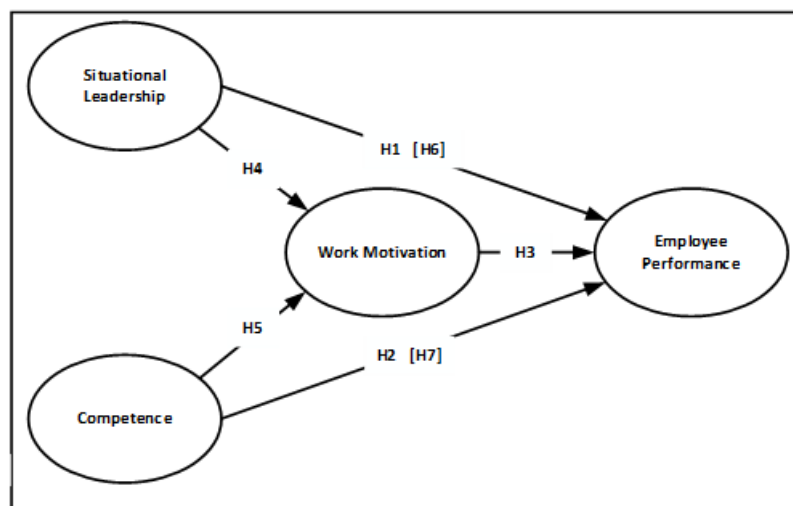 Situational
Leadership
H1 [H6]
H4
Work Motivation
H3
Employee
Performance
H5
H2 [H7]
Competence